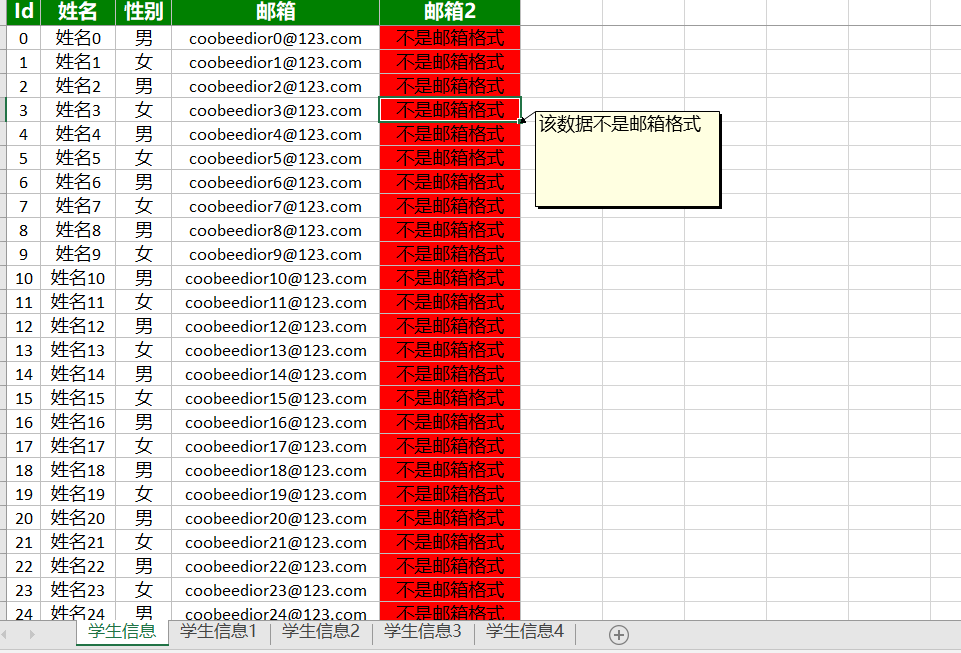 Id 姓名 性别 邮箱 邮箱2
0 姓名0 男 coobeedior0@123.com 不是邮箱格式
1 姓名1 女 coobeedior1@123.com 不是邮箱格式
2 姓名2 男 coobeedior2@123.com 不是邮箱格式
3 姓名3 女 coobeedior3@123.com 不是邮箱格式
该数据不是邮箱格式
4 姓名4 男 coobeedior4@123.com 不是邮箱格式
5 姓名5 女 coobeedior5@123.com 不是邮箱格式
6 姓名6 男 coobeedior6@123.com 不是邮箱格式
7 姓名7 女 coobeedior7@123.com 不是邮箱格式
8 姓名8 男 coobeedior8@123.com 不是邮箱格式
9 姓名9 女 coobeedior9@123.com 不是邮箱格式
10 姓名10 男 coobeedior10@123.com 不是邮箱格式
11 姓名11 女 coobeedior11@123.com 不是邮箱格式
12 姓名12 男 coobeedior12@123.com 不是邮箱格式
13 姓名13 女 coobeedior13@123.com 不是邮箱格式
14 姓名14 男 coobeedior14@123.com 不是邮箱格式
15 姓名15 女 coobeedior15@123.com 不是邮箱格式
16 姓名16 男 coobeedior16@123.com 不是邮箱格式
17 姓名17 女 coobeedior17@123.com 不是邮箱格式
18 姓名18 男 coobeedior18@123.com 不是邮箱格式
19 姓名19 女 coobeedior19@123.com 不是邮箱格式
20 姓名20 男 coobeedior20@123.com 不是邮箱格式
21 姓名21 女 coobeedior21@123.com 不是邮箱格式
22 姓名22 男 coobeedior22@123.com 不是邮箱格式
23 姓名23 女 coobeedior23@123.com 不是邮箱格式
24 姓名24 男 coobeedior24@123.com 不是邮箱格式
学生信息 学生信息1 学生信息2 学生信息3 学生信息4